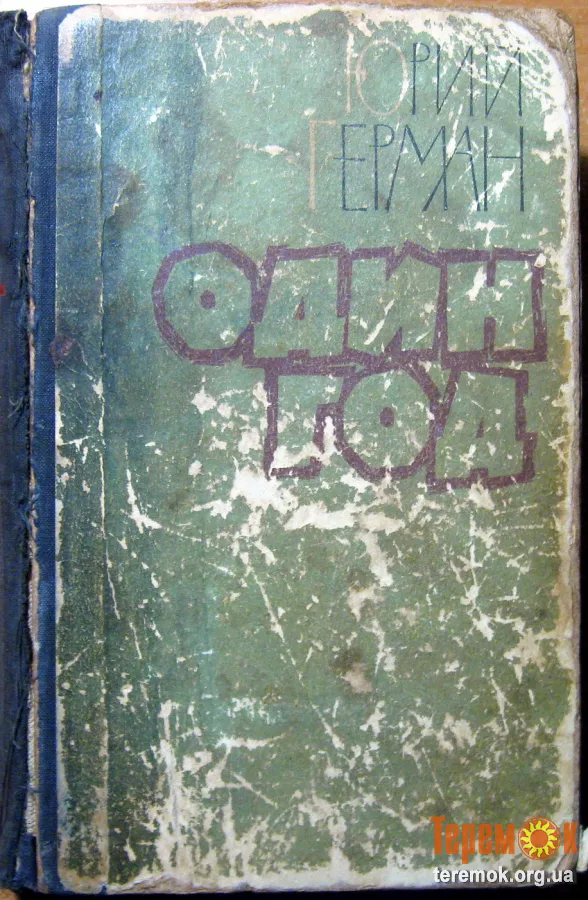 ЮРИЙ
ГЕРМАН
ОДИН
ГОД
Теремок
teremok.org.ua